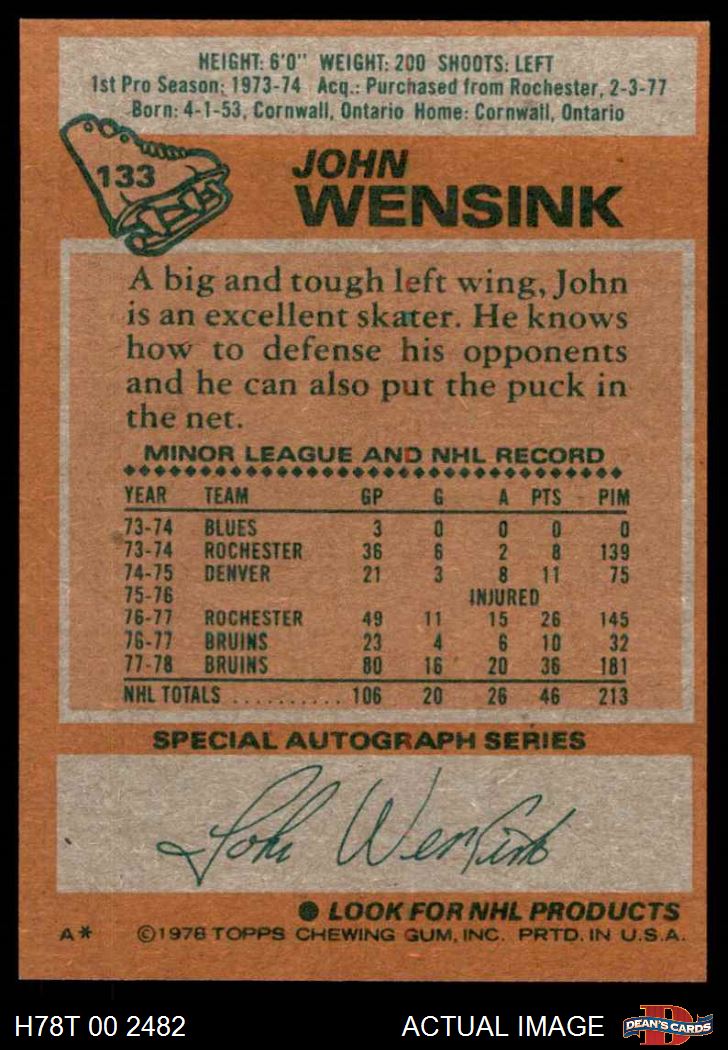 HEIGHT: 6'0" WEIGHT: 200 SHOOTS: LEFT
1st Pro Season: 1973-74 Acq.: Purchased from Rochester, 2-3-77
Born: 4-1-53, Cornwall, Ontario Home: Cornwall, Ontario
133
JOHN
WENSINK
A big and tough left wing, John
is an excellent skater. He knows
how to defense his opponents
and he can also put the puck in
the net.
MINOR LEAGUE AND NHL RECORD
YEAR TEAM GP G A PTS PIM
73-74 BLUES 3 0 0 0 0
73-74 ROCHESTER 36 6 2 8 139
74-75 DENVER 21 3 8 11 75
75-76 INJURED
76-77 ROCHESTER 49 11 15 26 145
76-77 BRUINS 23 4 6 10 32
77-78 BRUINS 80 16 20 36 181
NHL TOTALS .......... 106 20 26 46 213
SPECIAL AUTOGRAPH SERIES
John Wensink
● LOOK FOR NHL PRODUCTS
A* ©1978 TOPPS CHEWING GUM, INC. PRTD. IN U.S.A.
H78T 00 2482 ACTUAL IMAGE DEAN'S CARDS